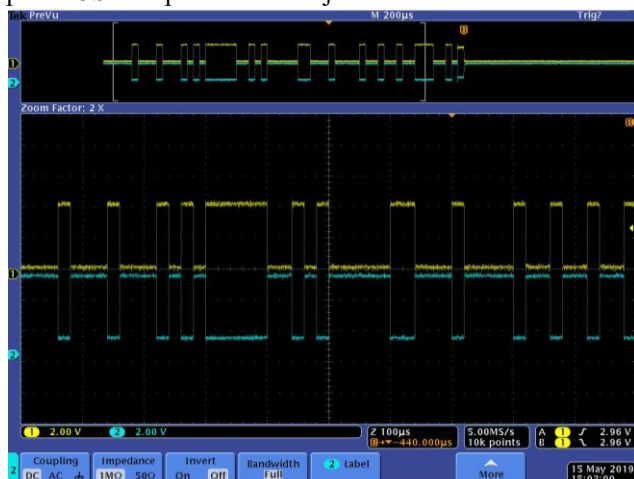 Tek PreVu M 200µs Trig?
B
1
2
Zoom Factor: 2 X
B
1
2
1 2.00 V 2 2.00 V Z 100µs 5.00MS/s A 1 2.96 V
B→▼-440.000µs 10k points B 1 2.96 V
2 Coupling Impedance Invert Bandwidth 2 Label More 15 May 2019
DC AC 1MΩ 50Ω On Off Full